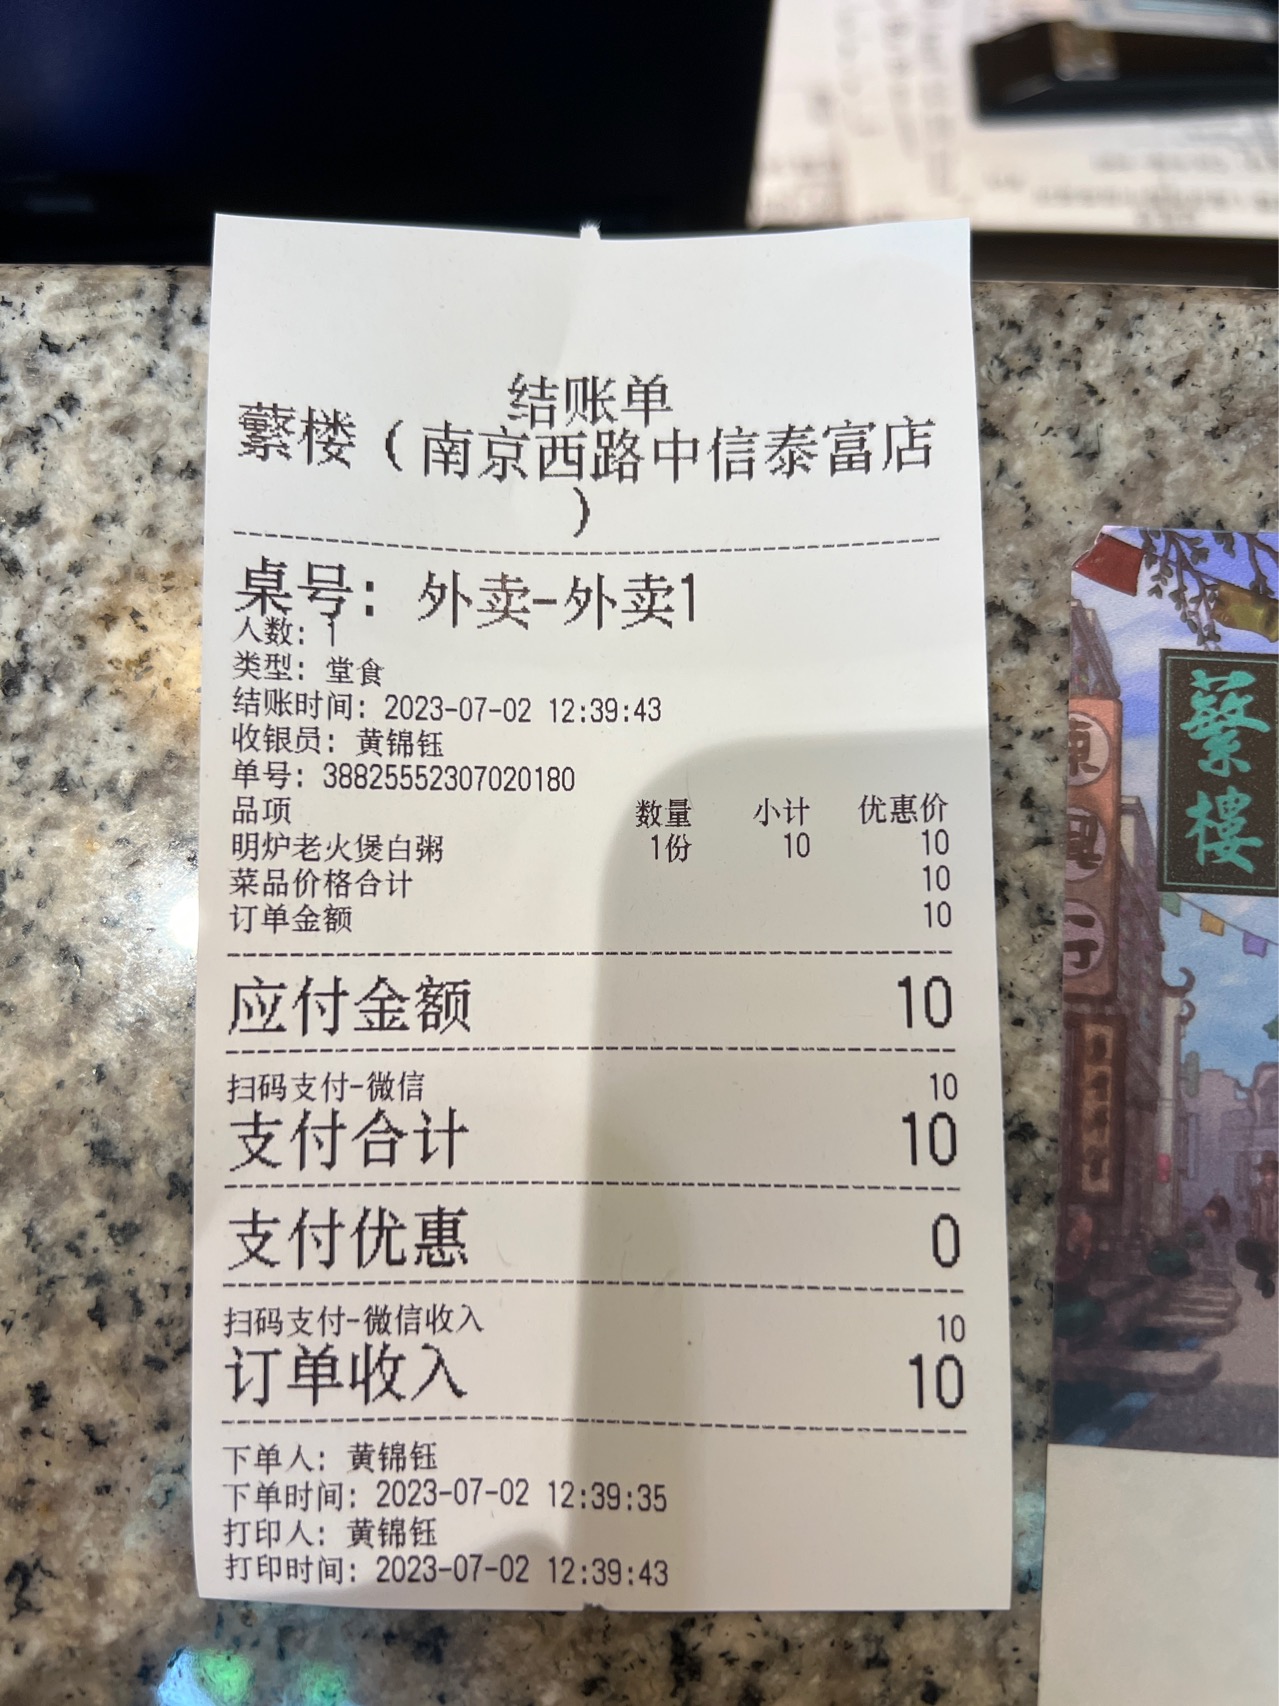 结账单
蘩楼（南京西路中信泰富店
）
桌号：外卖-外卖1
人数：1
类型：堂食
结账时间：2023-07-02 12:39:43
收银员：黄锦钰
单号：38825552307020180
品项 数量 小计 优惠价
明炉老火煲白粥 1份 10 10
菜品价格合计 10
订单金额 10
应付金额 10
扫码支付-微信 10
支付合计 10
支付优惠 0
扫码支付-微信收入 10
订单收入 10
下单人：黄锦钰
下单时间：2023-07-02 12:39:35
打印人：黄锦钰
打印时间：2023-07-02 12:39:43
蘩樓